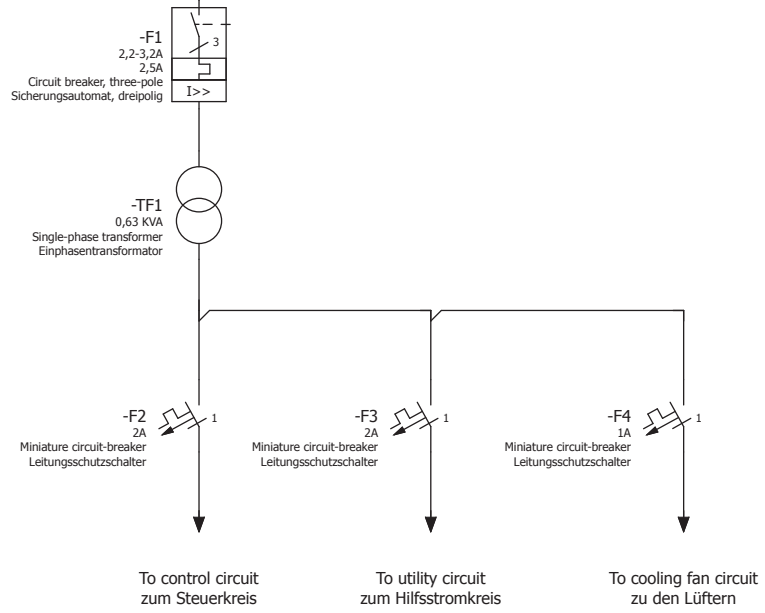 -F1
2,2-3,2A
2,5A
Circuit breaker, three-pole
Sicherungsautomat, dreipolig
3
I>>
-TF1
0,63 KVA
Single-phase transformer
Einphasentransformator
-F2
2A
Miniature circuit-breaker
Leitungsschutzschalter
1
-F3
2A
Miniature circuit-breaker
Leitungsschutzschalter
1
-F4
1A
Miniature circuit-breaker
Leitungsschutzschalter
1
To control circuit
zum Steuerkreis
To utility circuit
zum Hilfsstromkreis
To cooling fan circuit
zu den Lüftern